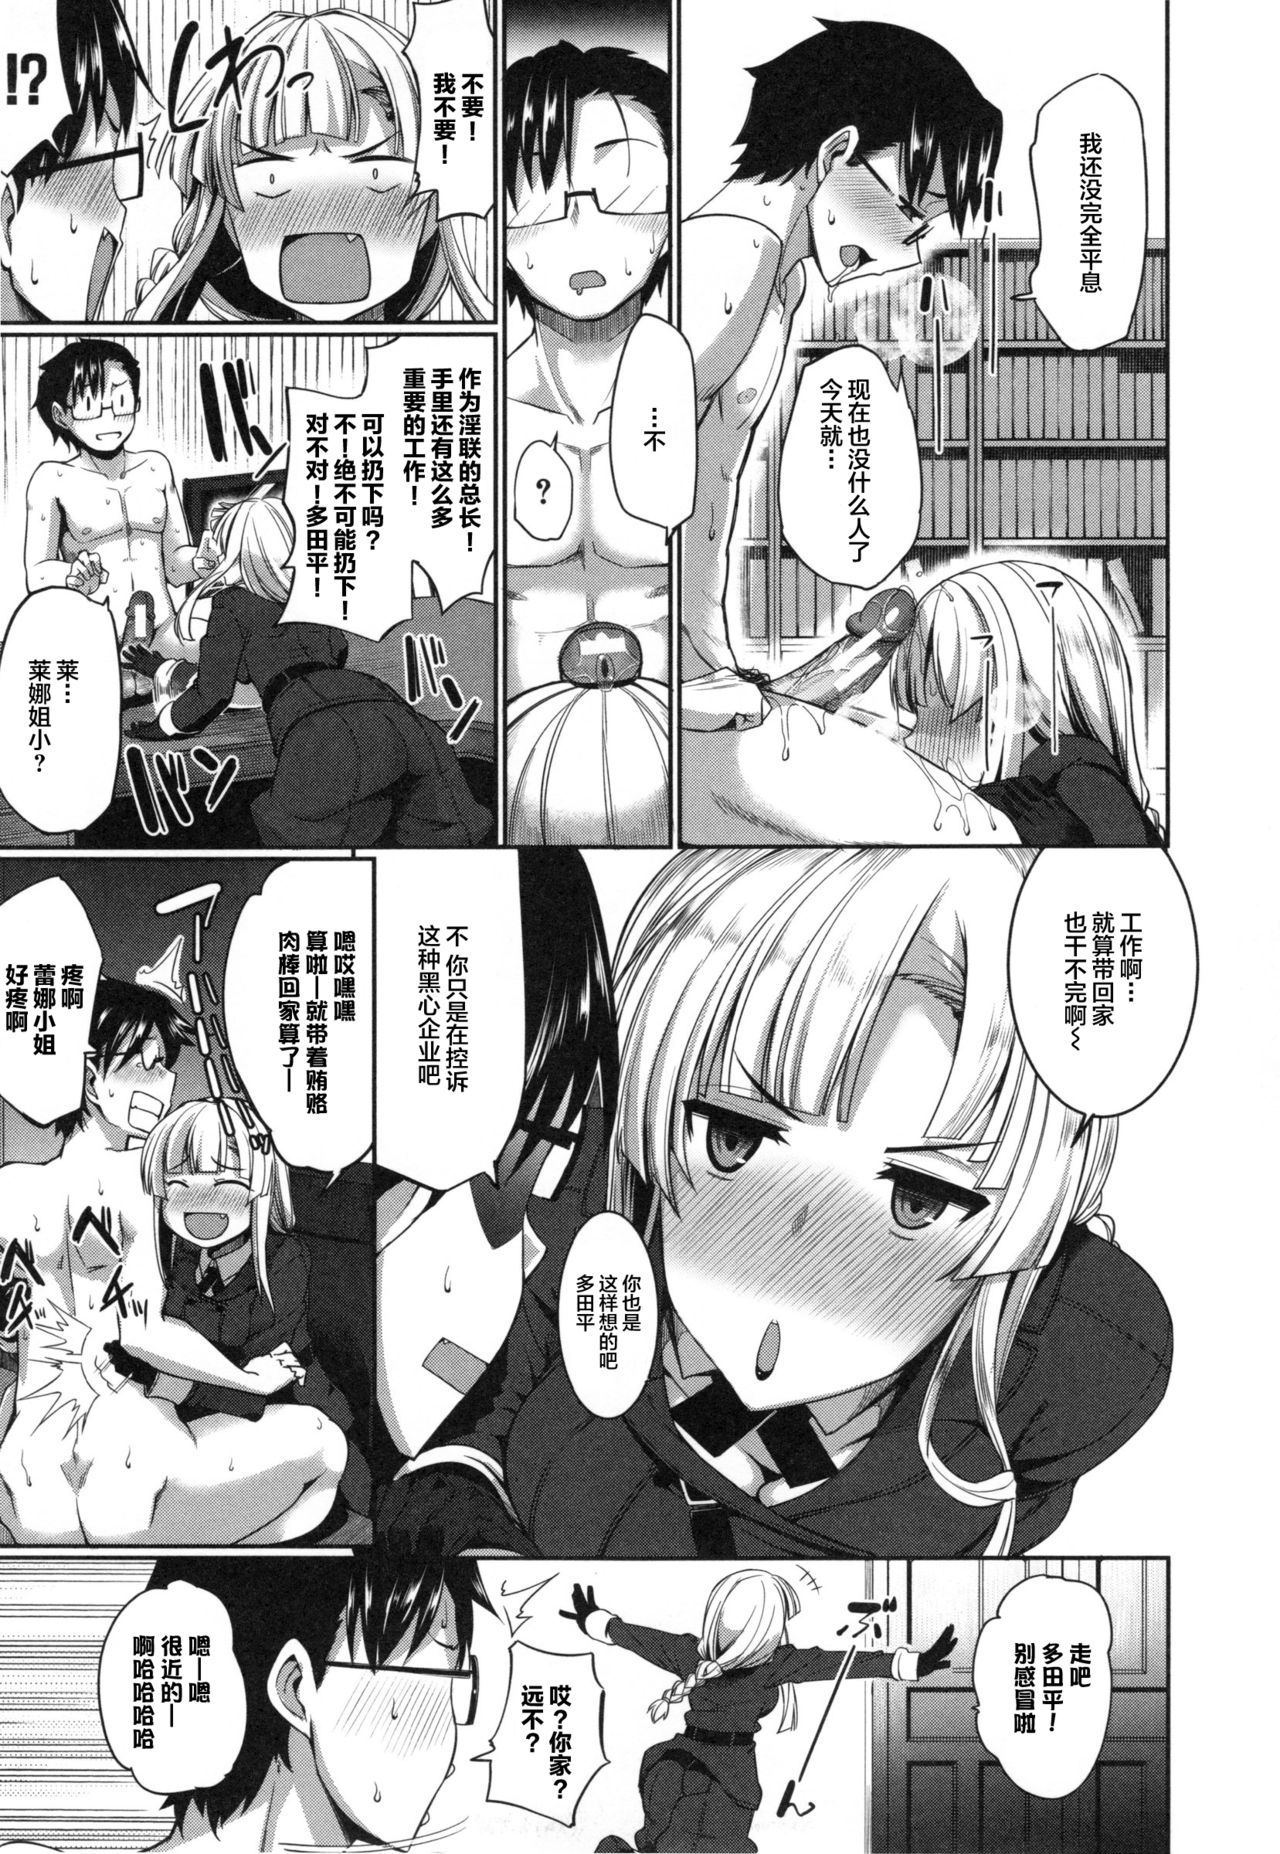 我还没完全平息
现在也没什么人了
今天就…
…不
？
不要！
我不要！
じわっ
!?
作为淫联的总长！
手里还有这么多
重要的工作！
可以扔下吗？
不！绝不可能扔下！
对不对！多田平！
莱…
莱娜姐小？
工作啊…
就算带回家
也干不完啊～
你也是
这样想的吧
多田平
不 你只是在控诉
这种黑心企业吧
嗯哎嘿嘿
算啦—就带着贿赂
肉棒回家算了—
疼啊
蕾娜小姐
好疼啊
走吧
多田平！
别感冒啦
ぶーん
哎？你家？
远不？
嗯—嗯
很近的—
啊哈哈哈哈